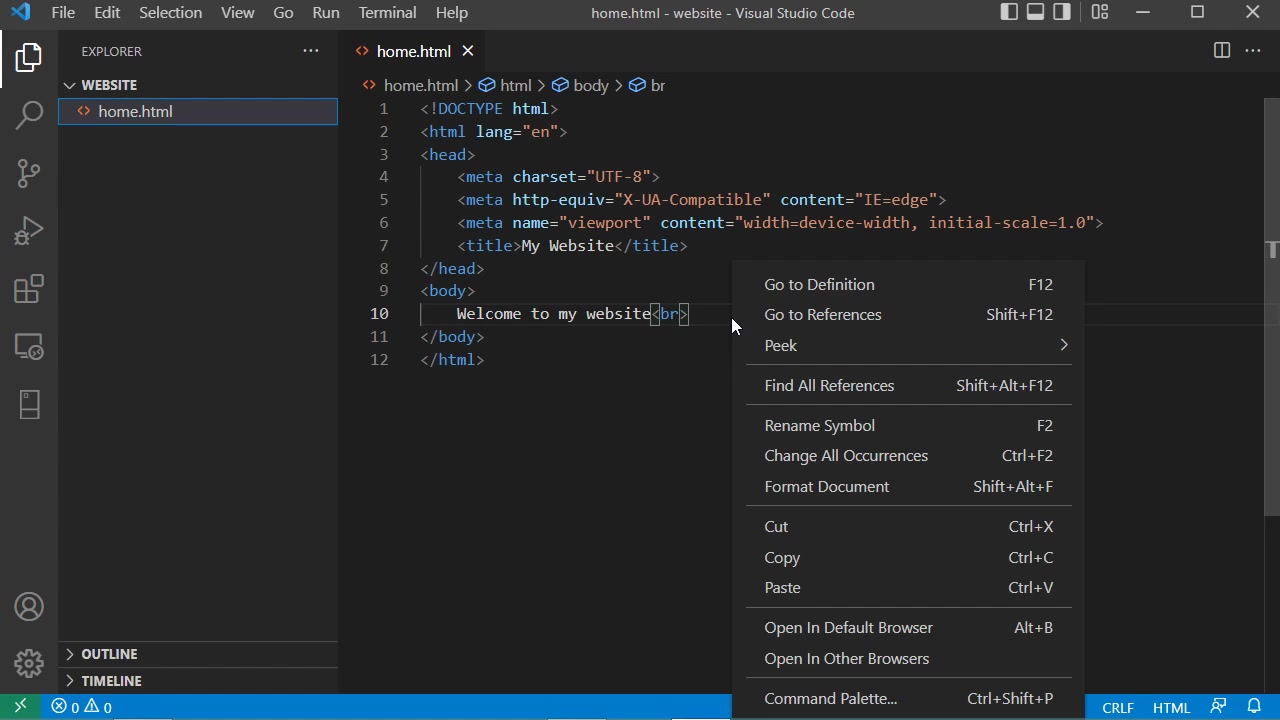 File Edit Selection View Go Run Terminal Help home.html - website - Visual Studio Code
EXPLORER
WEBSITE
home.html
OUTLINE
TIMELINE
home.html
home.html > html > body > br
1 <!DOCTYPE html>
2 <html lang="en">
3 <head>
4 <meta charset="UTF-8">
5 <meta http-equiv="X-UA-Compatible" content="IE=edge">
6 <meta name="viewport" content="width=device-width, initial-scale=1.0">
7 <title>My Website</title>
8 </head>
9 <body>
10 Welcome to my website<br>
11 </body>
12 </html>
Go to Definition F12
Go to References Shift+F12
Peek
Find All References Shift+Alt+F12
Rename Symbol F2
Change All Occurrences Ctrl+F2
Format Document Shift+Alt+F
Cut Ctrl+X
Copy Ctrl+C
Paste Ctrl+V
Open In Default Browser Alt+B
Open In Other Browsers
Command Palette... Ctrl+Shift+P
0 0 CRLF HTML